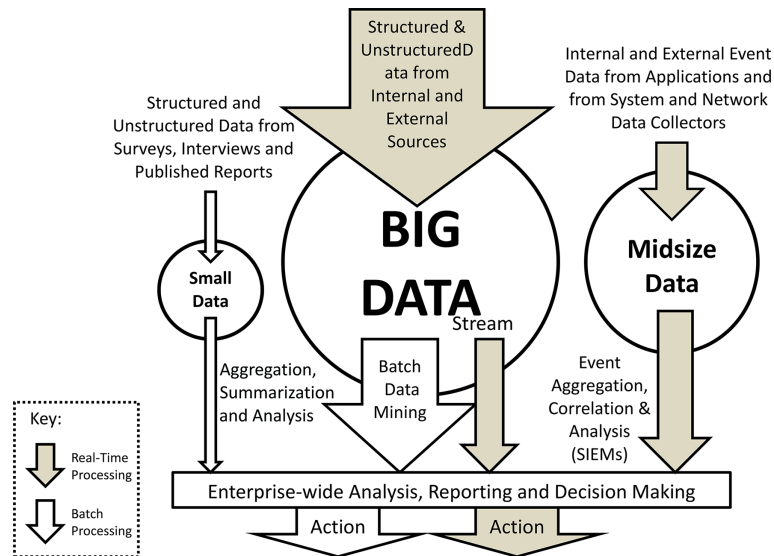 Structured &
UnstructuredD
ata from
Internal and
External
Sources
Internal and External Event
Data from Applications and
from System and Network
Data Collectors
Structured and
Unstructured Data from
Surveys, Interviews and
Published Reports
BIG
DATA
Midsize
Data
Small
Data
Stream
Aggregation,
Summarization
and Analysis
Batch
Data
Mining
Event
Aggregation,
Correlation &
Analysis
(SIEMs)
Key:
Real-Time
Processing
Batch
Processing
Enterprise-wide Analysis, Reporting and Decision Making
Action
Action